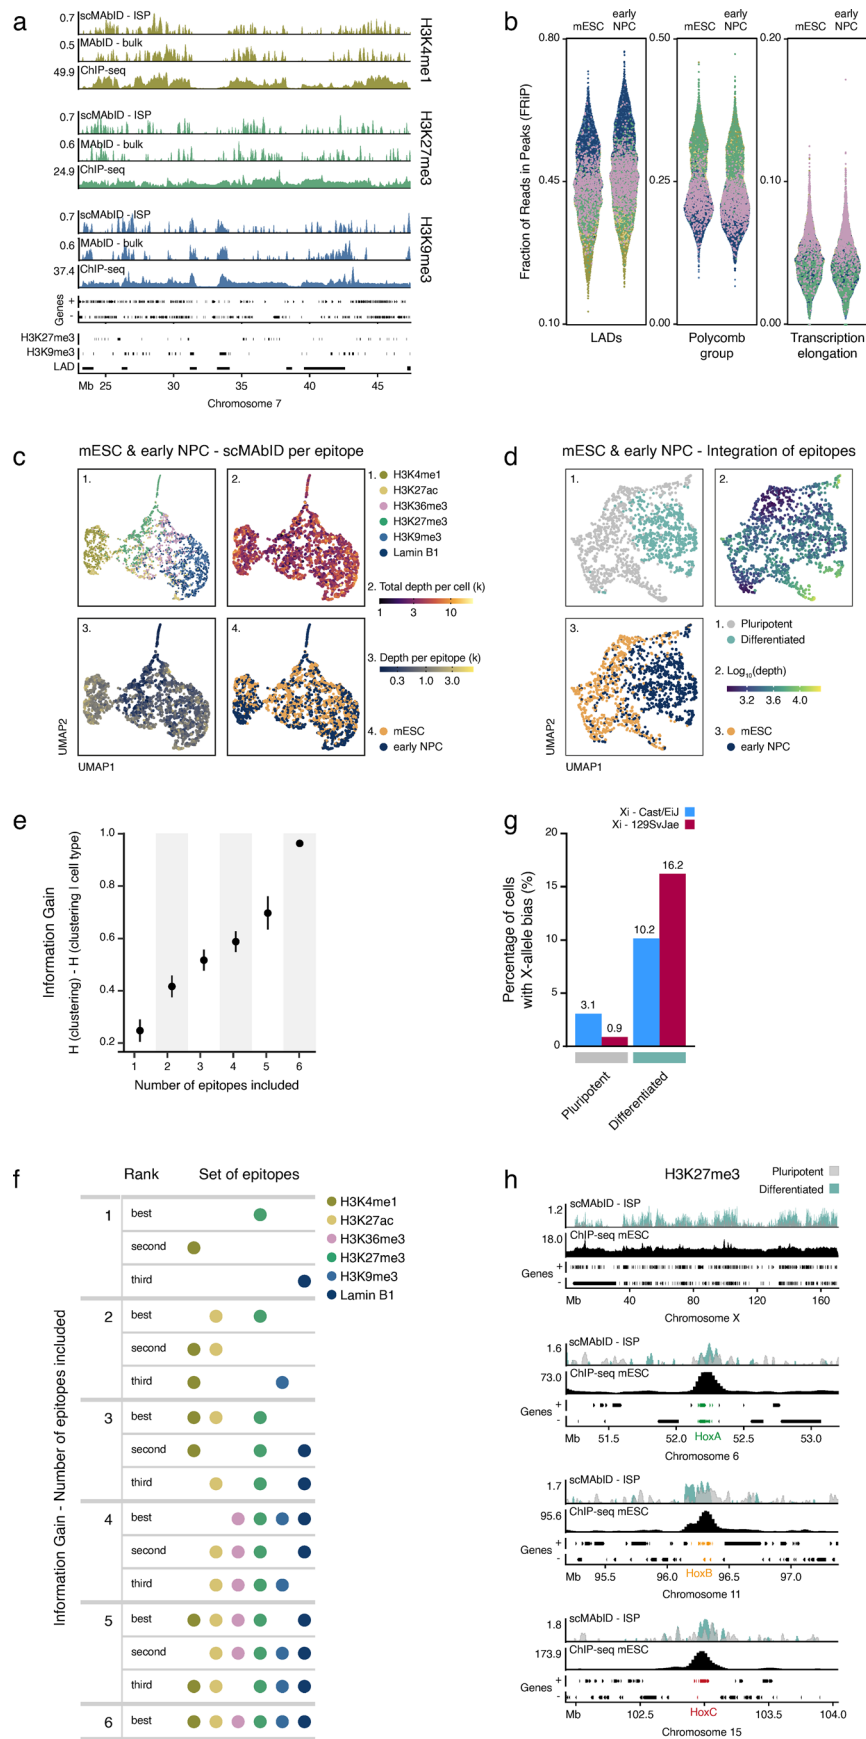 a
0.7 scMAbID - ISP
0.5 MAbID - bulk
49.9 ChIP-seq
H3K4me1
0.7 scMAbID - ISP
0.6 MAbID - bulk
24.9 ChIP-seq
H3K27me3
0.7 scMAbID - ISP
0.6 MAbID - bulk
37.4 ChIP-seq
H3K9me3
Genes + -
H3K27me3
H3K9me3
LAD
Mb 25 30 35 40 45
Chromosome 7
b
mESC early NPC mESC early NPC mESC early NPC
Fraction of Reads in Peaks (FRiP)
0.80 0.45 0.10
0.50 0.25 0.00
0.20 0.10 0.00
LADs
Polycomb group
Transcription elongation
c
mESC & early NPC - scMAbID per epitope
1.
2.
3.
4.
1. H3K4me1
H3K27ac
H3K36me3
H3K27me3
H3K9me3
Lamin B1
2. Total depth per cell (k)
1 3 10
3. Depth per epitope (k)
0.3 1.0 3.0
4. mESC
early NPC
UMAP2
UMAP1
d
mESC & early NPC - Integration of epitopes
1.
2.
3.
1. Pluripotent
Differentiated
2. Log10(depth)
3.2 3.6 4.0
3. mESC
early NPC
UMAP2
UMAP1
e
Information Gain
H (clustering) - H (clustering | cell type)
1.0
0.8
0.6
0.4
0.2
1 2 3 4 5 6
Number of epitopes included
g
Xi - Cast/EiJ
Xi - 129SvJae
Percentage of cells
with X-allele bias (%)
20
15
10
5
0
3.1 0.9 10.2 16.2
Pluripotent
Differentiated
f
Rank Set of epitopes
Information Gain - Number of epitopes included
1 best
second
third
2 best
second
third
3 best
second
third
4 best
second
third
5 best
second
third
6 best
H3K4me1
H3K27ac
H3K36me3
H3K27me3
H3K9me3
Lamin B1
h
H3K27me3
Pluripotent
Differentiated
1.2 scMAbID - ISP
18.0 ChIP-seq mESC
Genes + -
Mb 40 80 120 160
Chromosome X
1.6 scMAbID - ISP
73.0 ChIP-seq mESC
Genes + -
HoxA
Mb 51.5 52.0 52.5 53.0
Chromosome 6
1.7 scMAbID - ISP
95.6 ChIP-seq mESC
Genes + -
HoxB
Mb 95.5 96.0 96.5 97.0
Chromosome 11
1.8 scMAbID - ISP
173.9 ChIP-seq mESC
Genes + -
HoxC
Mb 102.5 103.5 104.0
Chromosome 15